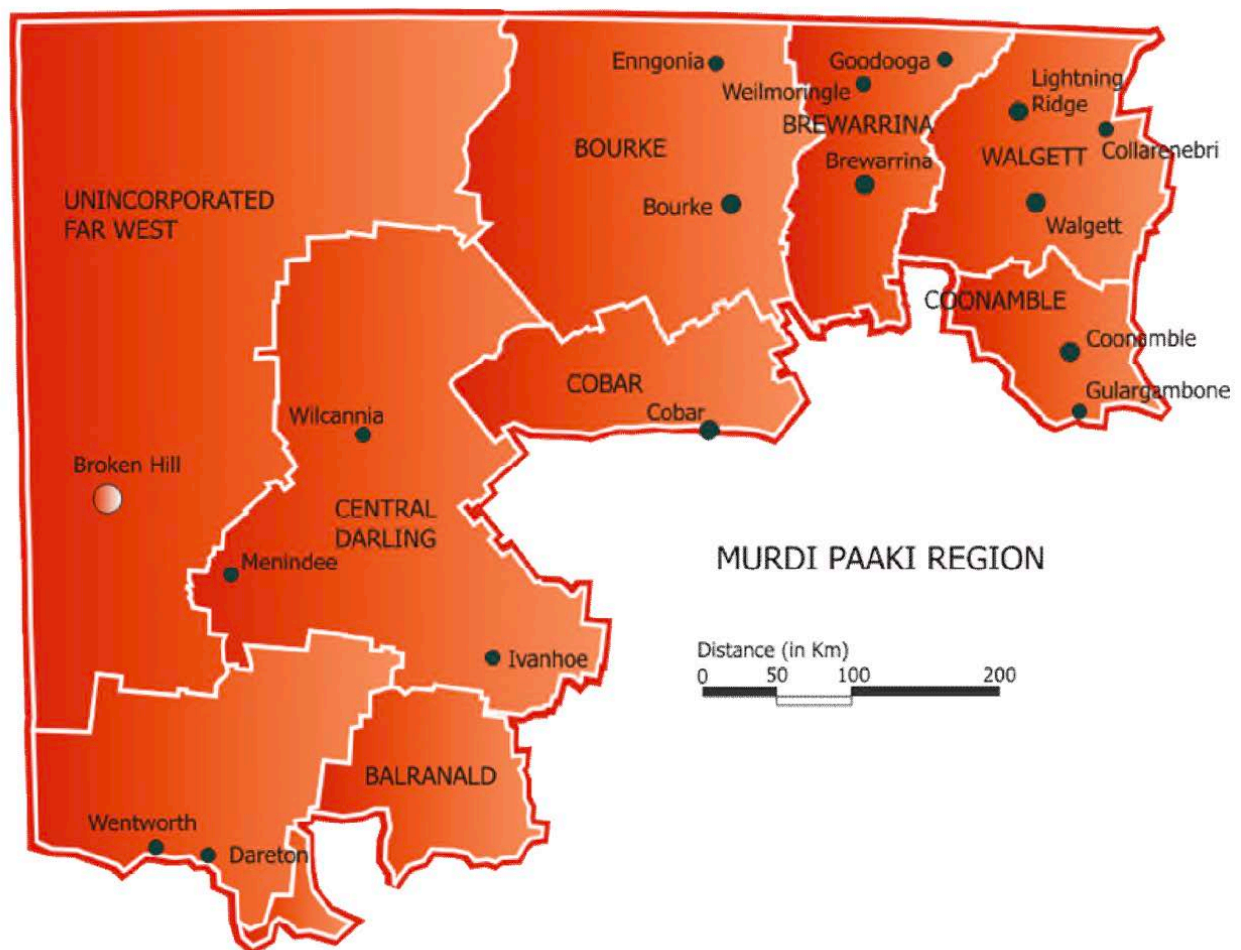 Enngonia
Goodooga
Weilmoringle
Lightning
Ridge
BREWARRINA
Collarenebri
BOURKE
WALGETT
Brewarrina
UNINCORPORATED
FAR WEST
Bourke
Walgett
COONAMBLE
Coonamble
COBAR
Gulargambone
Wilcannia
Cobar
Broken Hill
CENTRAL
DARLING
Menindee
MURDI PAAKI REGION
Ivanhoe
Distance (in Km)
0 50 100 200
BALRANALD
Wentworth
Dareton